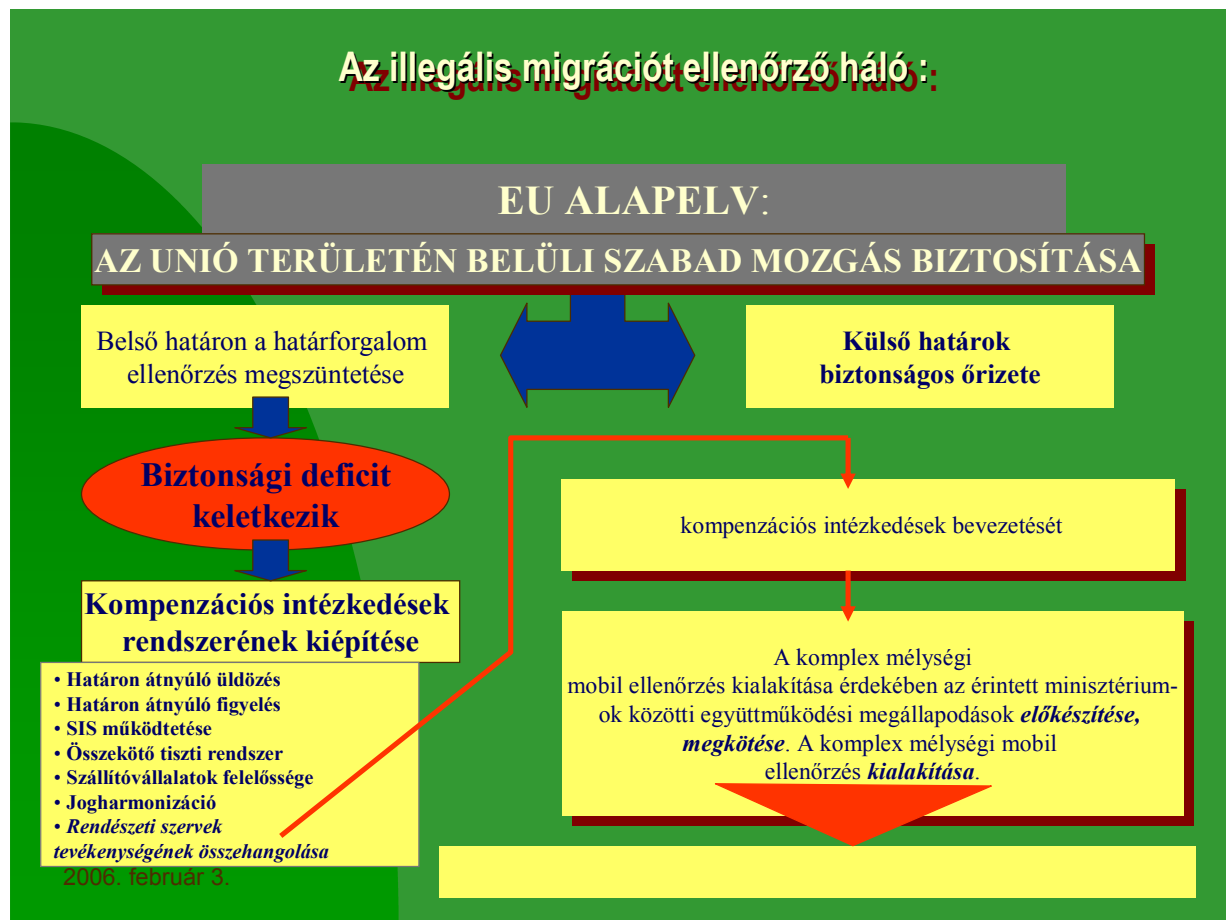 Az illegális migrációt ellenőrző háló :
EU ALAPELV:
AZ UNIÓ TERÜLETÉN BELÜLI SZABAD MOZGÁS BIZTOSÍTÁSA
Belső határon a határforgalom
ellenőrzés megszüntetése
Külső határok
biztonságos őrizete
Biztonsági deficit
keletkezik
Kompenzációs intézkedések
rendszerének kiépítése
• Határon átnyúló üldözés
• Határon átnyúló figyelés
• SIS működtetése
• Összekötő tiszti rendszer
• Szállítóvállalatok felelőssége
• Jogharmonizáció
• Rendészeti szervek
tevékenységének összehangolása
kompenzációs intézkedések bevezetését
A komplex mélységi
mobil ellenőrzés kialakítása érdekében az érintett minisztérium-
ok közötti együttműködési megállapodások előkészítése,
megkötése. A komplex mélységi mobil
ellenőrzés kialakítása.
2006. február 3.